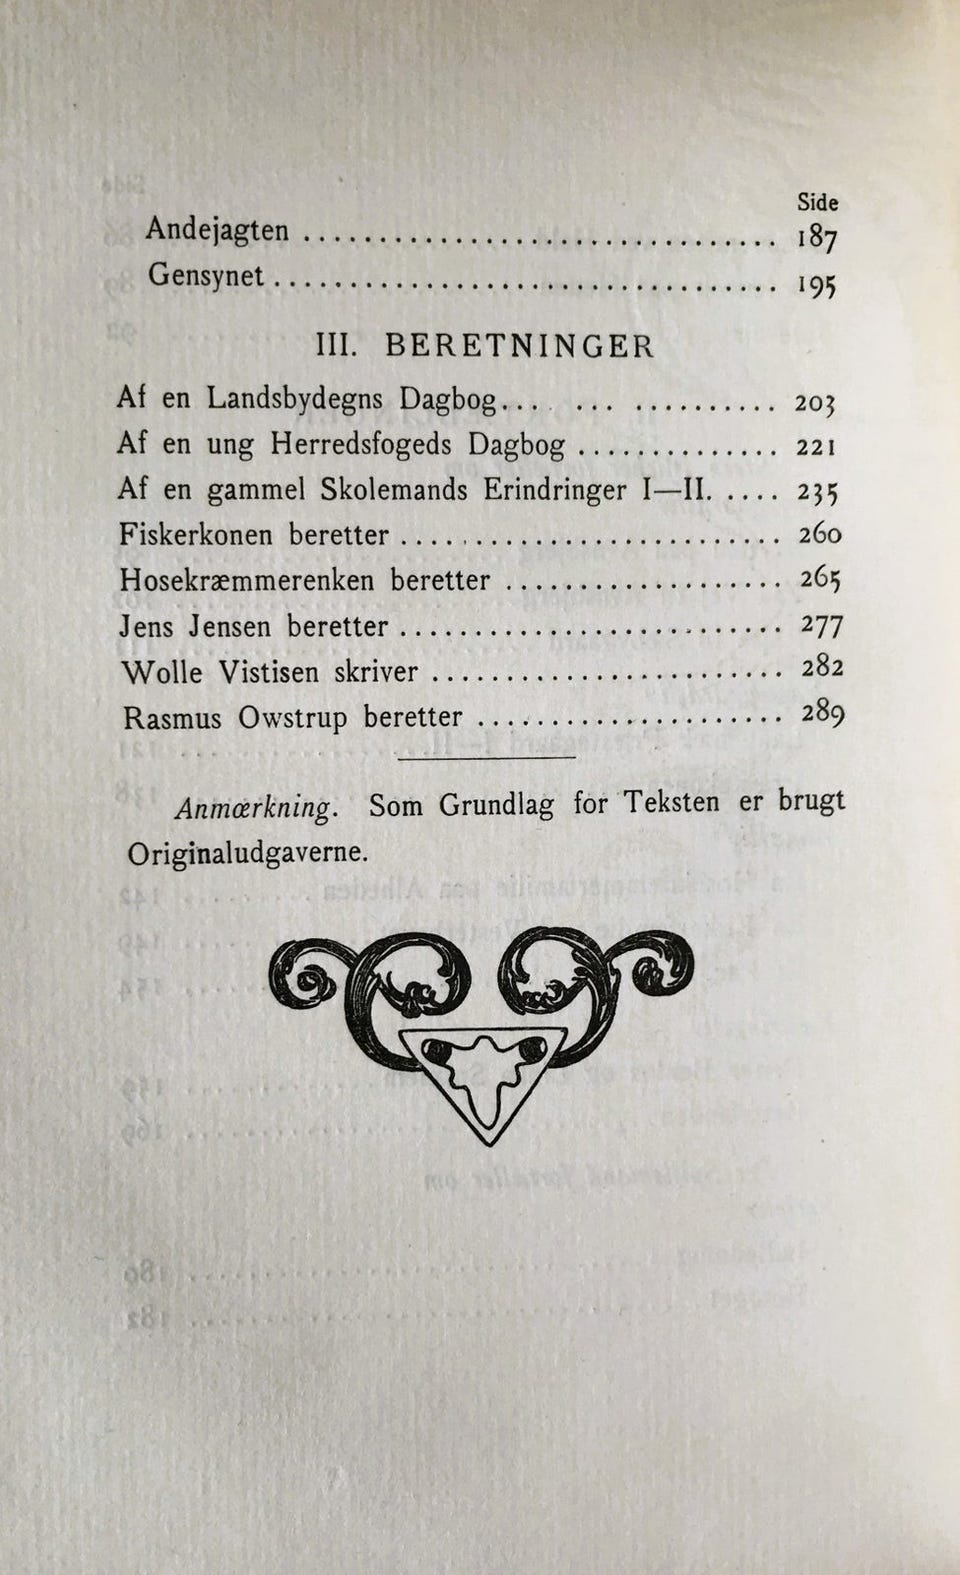 Side
Andejagten ................................ 187
Gensynet .................................. 195
III. BERETNINGER
Af en Landsbydegns Dagbog.... ... .......... 203
Af en ung Herredsfogeds Dagbog .............. 221
Af en gammel Skolemands Erindringer I—II. .... 235
Fiskerkonen beretter .......................... 260
Hosekræmmerenken beretter ................... 265
Jens Jensen beretter .......................... 277
Wolle Vistisen skriver ........................ 282
Rasmus Owstrup beretter ..................... 289
Anmærkning. Som Grundlag for Teksten er brugt
Originaludgaverne.